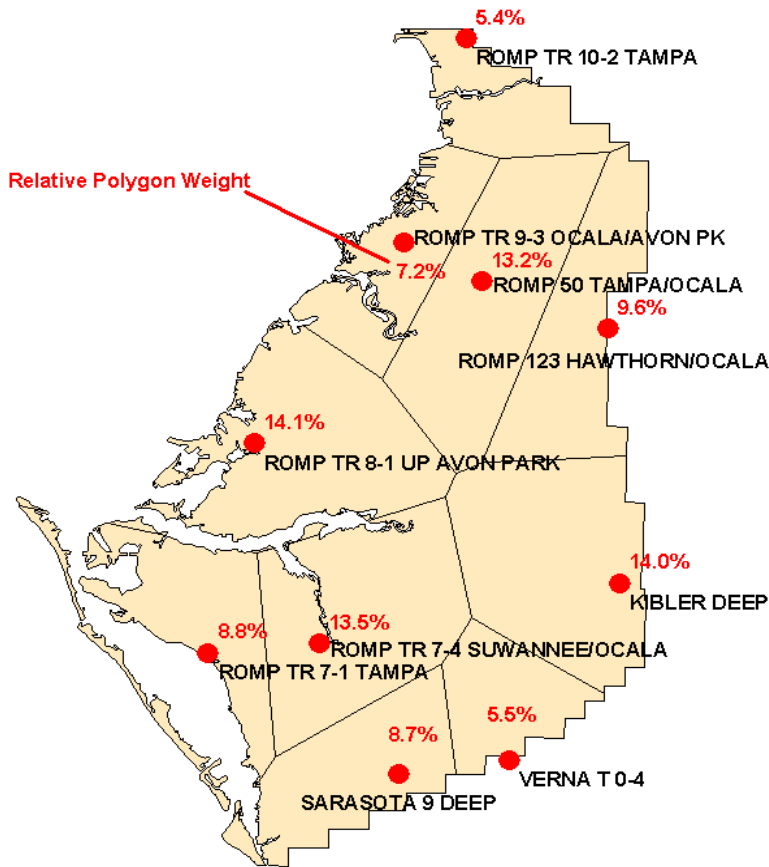 5.4%
ROMP TR 10-2 TAMPA
Relative Polygon Weight
ROMP TR 9-3 OCALA/AVON PK
7.2%
13.2%
ROMP 50 TAMPA/OCALA
9.6%
ROMP 123 HAWTHORN/OCALA
14.1%
ROMP TR 8-1 UP AVON PARK
14.0%
KIBLER DEEP
8.8%
ROMP TR 7-1 TAMPA
13.5%
ROMP TR 7-4 SUWANNEE/OCALA
8.7%
SARASOTA 9 DEEP
5.5%
VERNA T 0-4